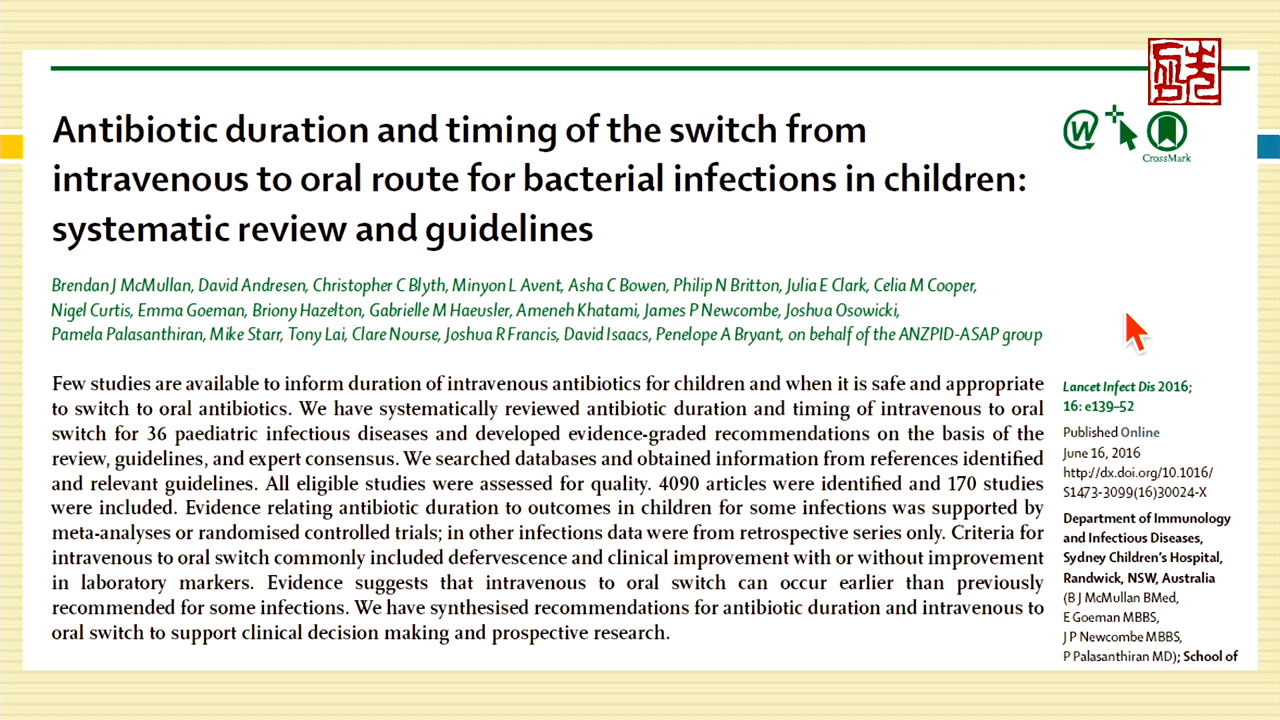 Antibiotic duration and timing of the switch from
intravenous to oral route for bacterial infections in children:
systematic review and guidelines
CrossMark
Brendan J McMullan, David Andresen, Christopher C Blyth, Minyon L Avent, Asha C Bowen, Philip N Britton, Julia E Clark, Celia M Cooper,
Nigel Curtis, Emma Goeman, Briony Hazelton, Gabrielle M Haeusler, Ameneh Khatami, James P Newcombe, Joshua Osowicki,
Pamela Palasanthiran, Mike Starr, Tony Lai, Clare Nourse, Joshua R Francis, David Isaacs, Penelope A Bryant, on behalf of the ANZPID-ASAP group
Few studies are available to inform duration of intravenous antibiotics for children and when it is safe and appropriate
to switch to oral antibiotics. We have systematically reviewed antibiotic duration and timing of intravenous to oral
switch for 36 paediatric infectious diseases and developed evidence-graded recommendations on the basis of the
review, guidelines, and expert consensus. We searched databases and obtained information from references identified
and relevant guidelines. All eligible studies were assessed for quality. 4090 articles were identified and 170 studies
were included. Evidence relating antibiotic duration to outcomes in children for some infections was supported by
meta-analyses or randomised controlled trials; in other infections data were from retrospective series only. Criteria for
intravenous to oral switch commonly included defervescence and clinical improvement with or without improvement
in laboratory markers. Evidence suggests that intravenous to oral switch can occur earlier than previously
recommended for some infections. We have synthesised recommendations for antibiotic duration and intravenous to
oral switch to support clinical decision making and prospective research.
Lancet Infect Dis 2016;
16: e139–52
Published Online
June 16, 2016
http://dx.doi.org/10.1016/
S1473-3099(16)30024-X
Department of Immunology
and Infectious Diseases,
Sydney Children's Hospital,
Randwick, NSW, Australia
(B J McMullan BMed,
E Goeman MBBS,
J P Newcombe MBBS,
P Palasanthiran MD); School of